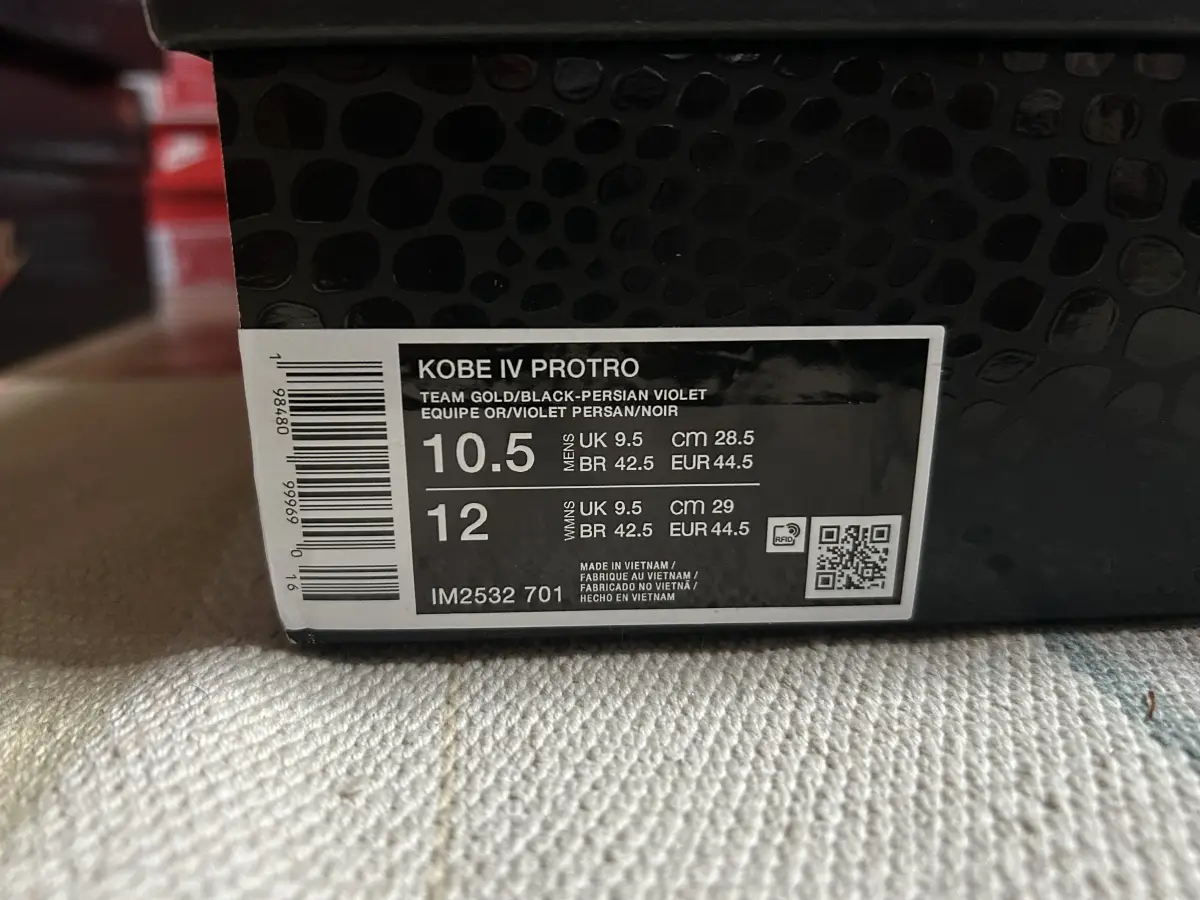 KOBE IV PROTRO
TEAM GOLD/BLACK-PERSIAN VIOLET
EQUIPE OR/VIOLET PERSAN/NOIR
10.5 MENS UK 9.5 CM 28.5
BR 42.5 EUR 44.5
12 WMNS UK 9.5 CM 29
BR 42.5 EUR 44.5
RFID
IM2532 701
MADE IN VIETNAM /
FABRIQUE AU VIETNAM /
FABRICADO NO VIETNÃ /
HECHO EN VIETNAM
1 98480 99969 0 16